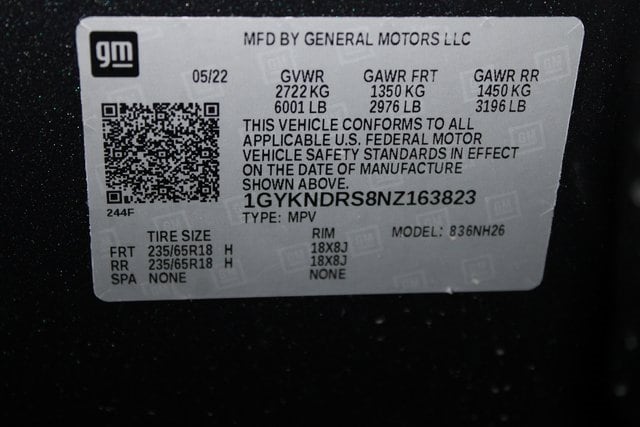 gm
MFD BY GENERAL MOTORS LLC
05/22 GVWR GAWR FRT GAWR RR
2722 KG 1350 KG 1450 KG
6001 LB 2976 LB 3196 LB
THIS VEHICLE CONFORMS TO ALL
APPLICABLE U.S. FEDERAL MOTOR
VEHICLE SAFETY STANDARDS IN EFFECT
ON THE DATE OF MANUFACTURE
SHOWN ABOVE.
244F
1GYKNDRS8NZ163823
TYPE: MPV
TIRE SIZE RIM MODEL: 836NH26
FRT 235/65R18 H 18X8J
RR 235/65R18 H 18X8J
SPA NONE NONE